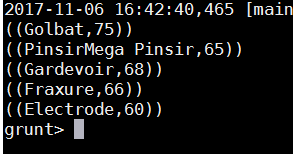 2017-11-06 16:42:40,465 [main
((Golbat,75))
((PinsirMega Pinsir,65))
((Gardevoir,68))
((Fraxure,66))
((Electrode,60))
grunt>